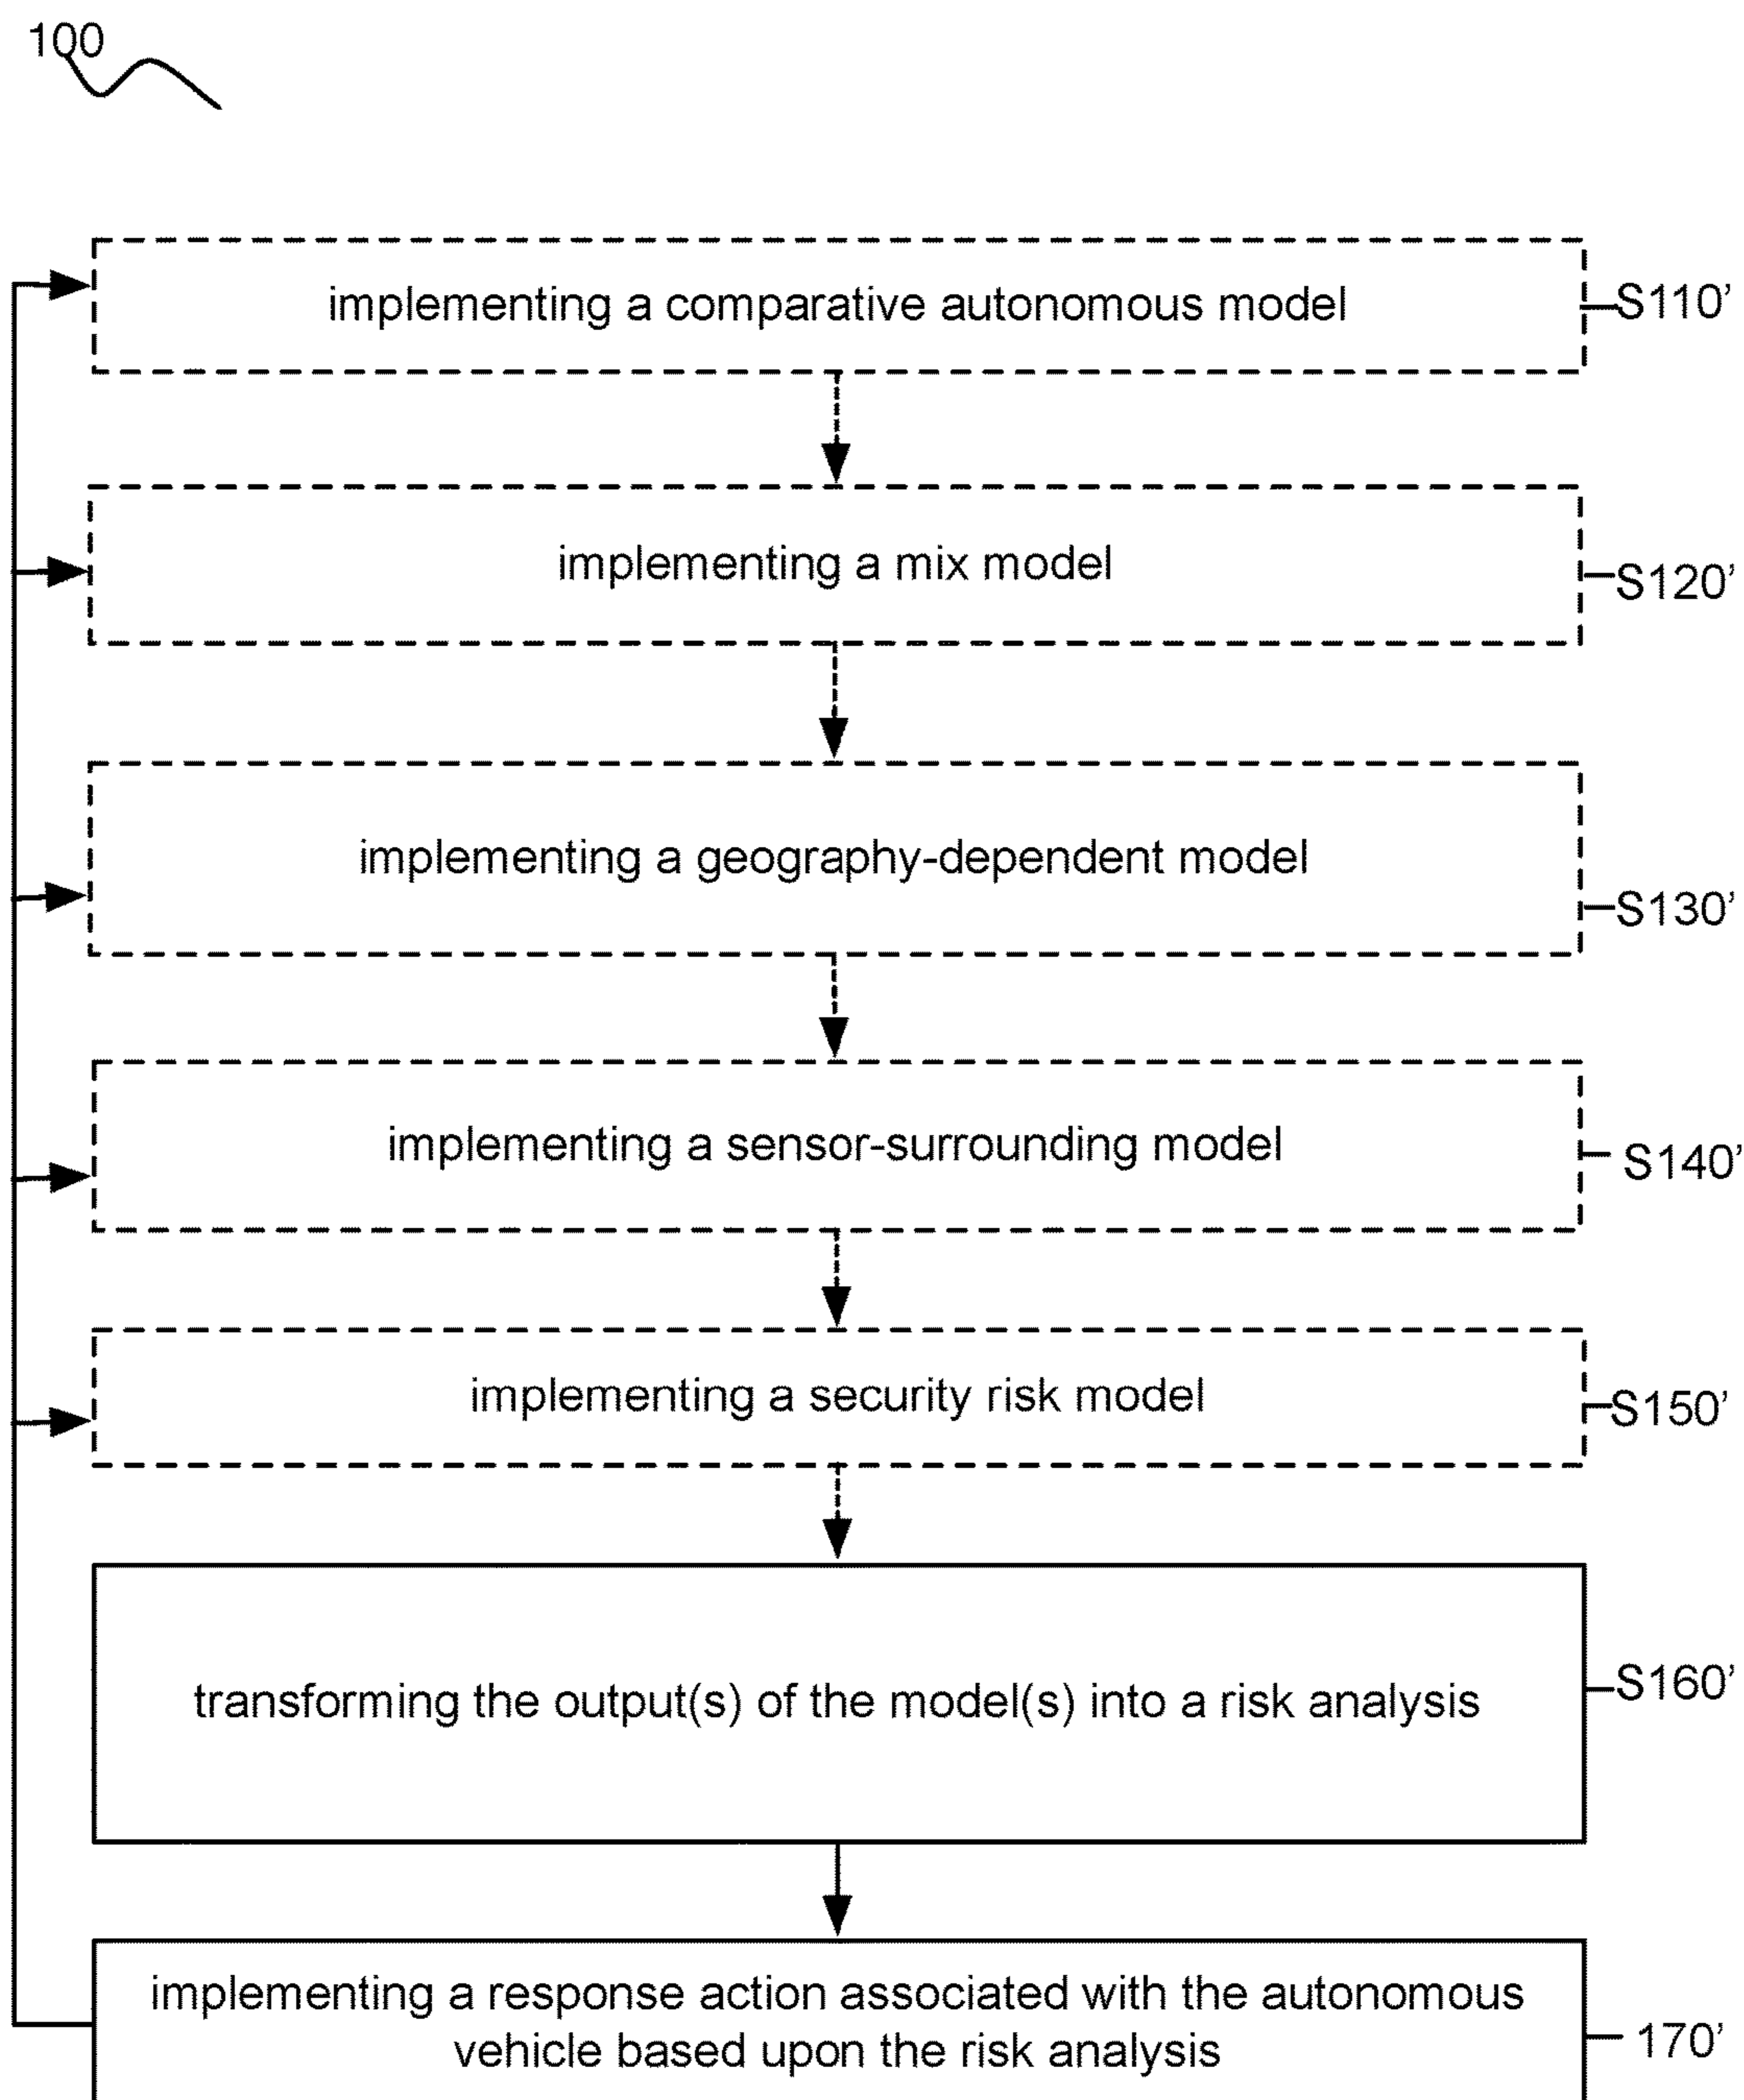 100
implementing a comparative autonomous model
S110’
implementing a mix model
S120’
implementing a geography-dependent model
S130’
implementing a sensor-surrounding model
S140’
implementing a security risk model
S150’
transforming the output(s) of the model(s) into a risk analysis
S160’
implementing a response action associated with the autonomous
vehicle based upon the risk analysis
170’